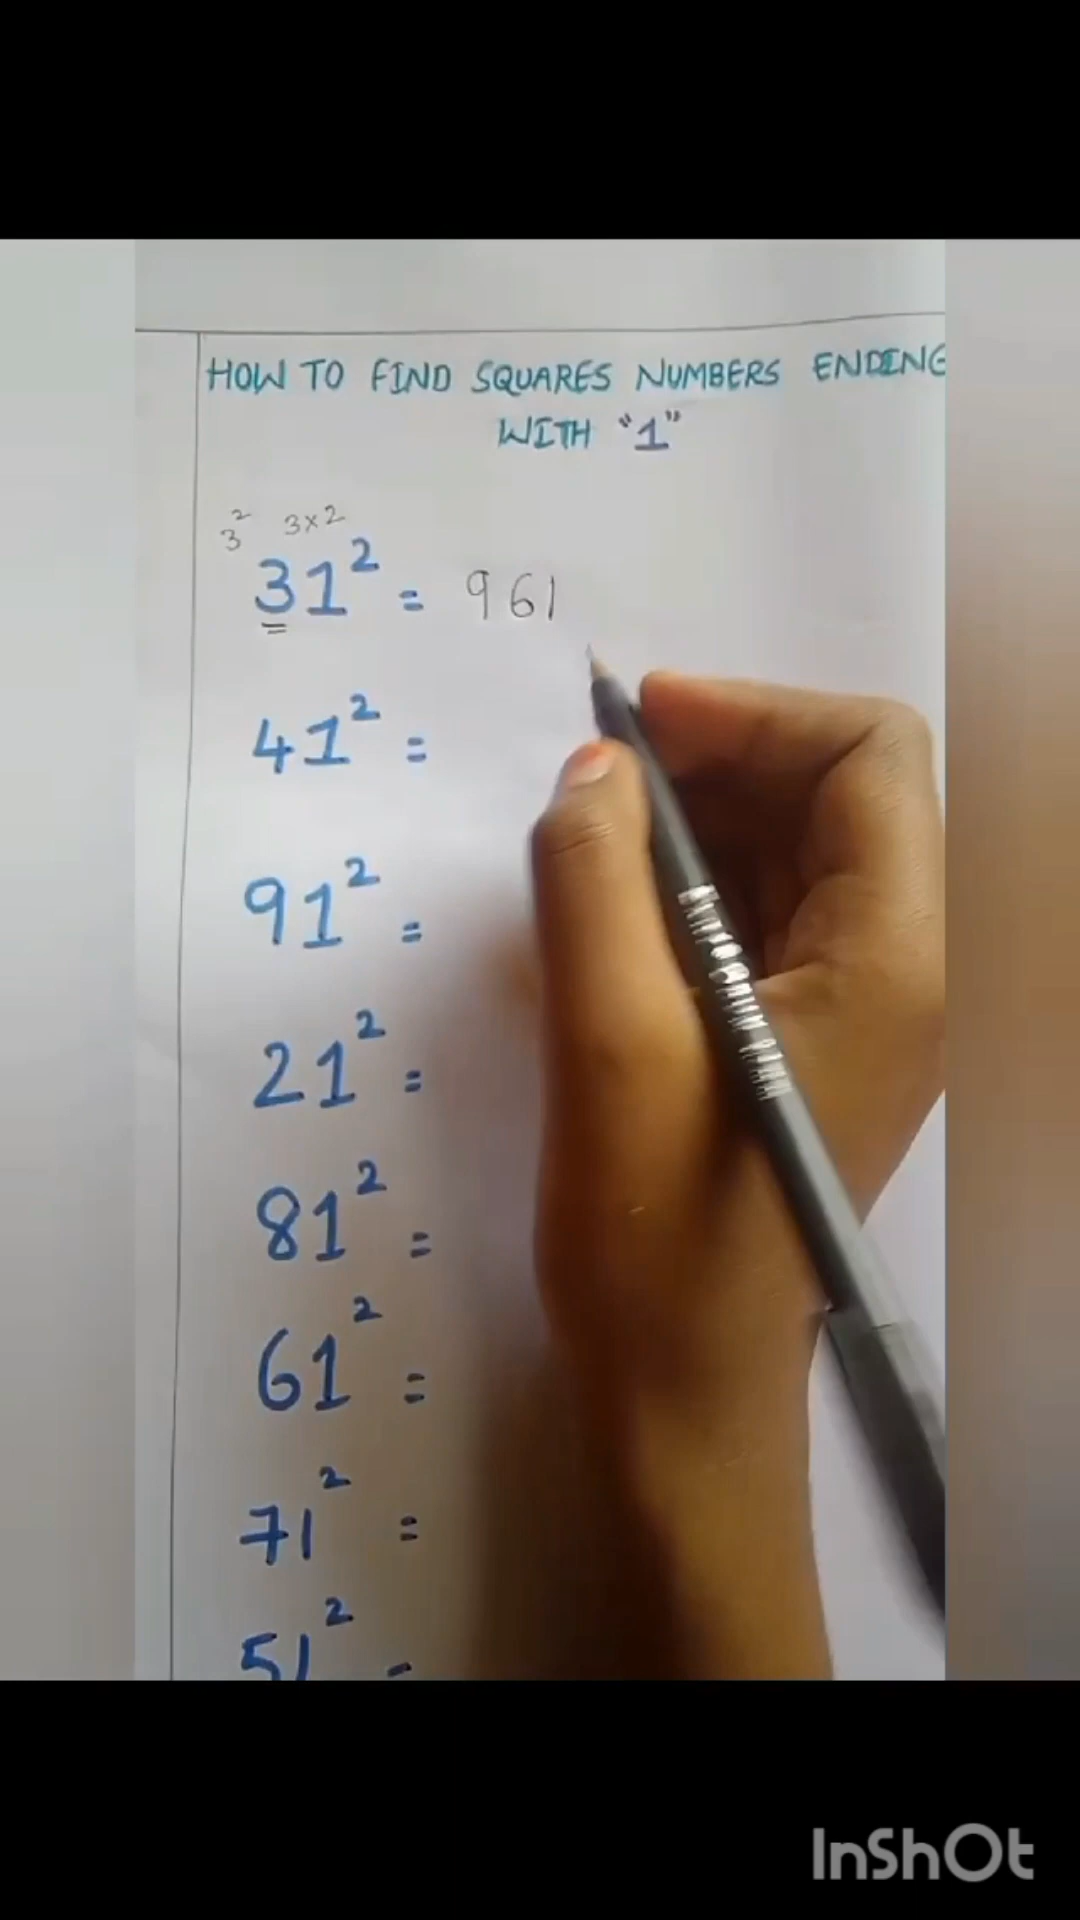 HOW TO FIND SQUARES NUMBERS ENDING
WITH "1"
3² 3×2
31² = 961
41² =
91² =
21² =
81² =
61² =
71² =
51² =
InShOt